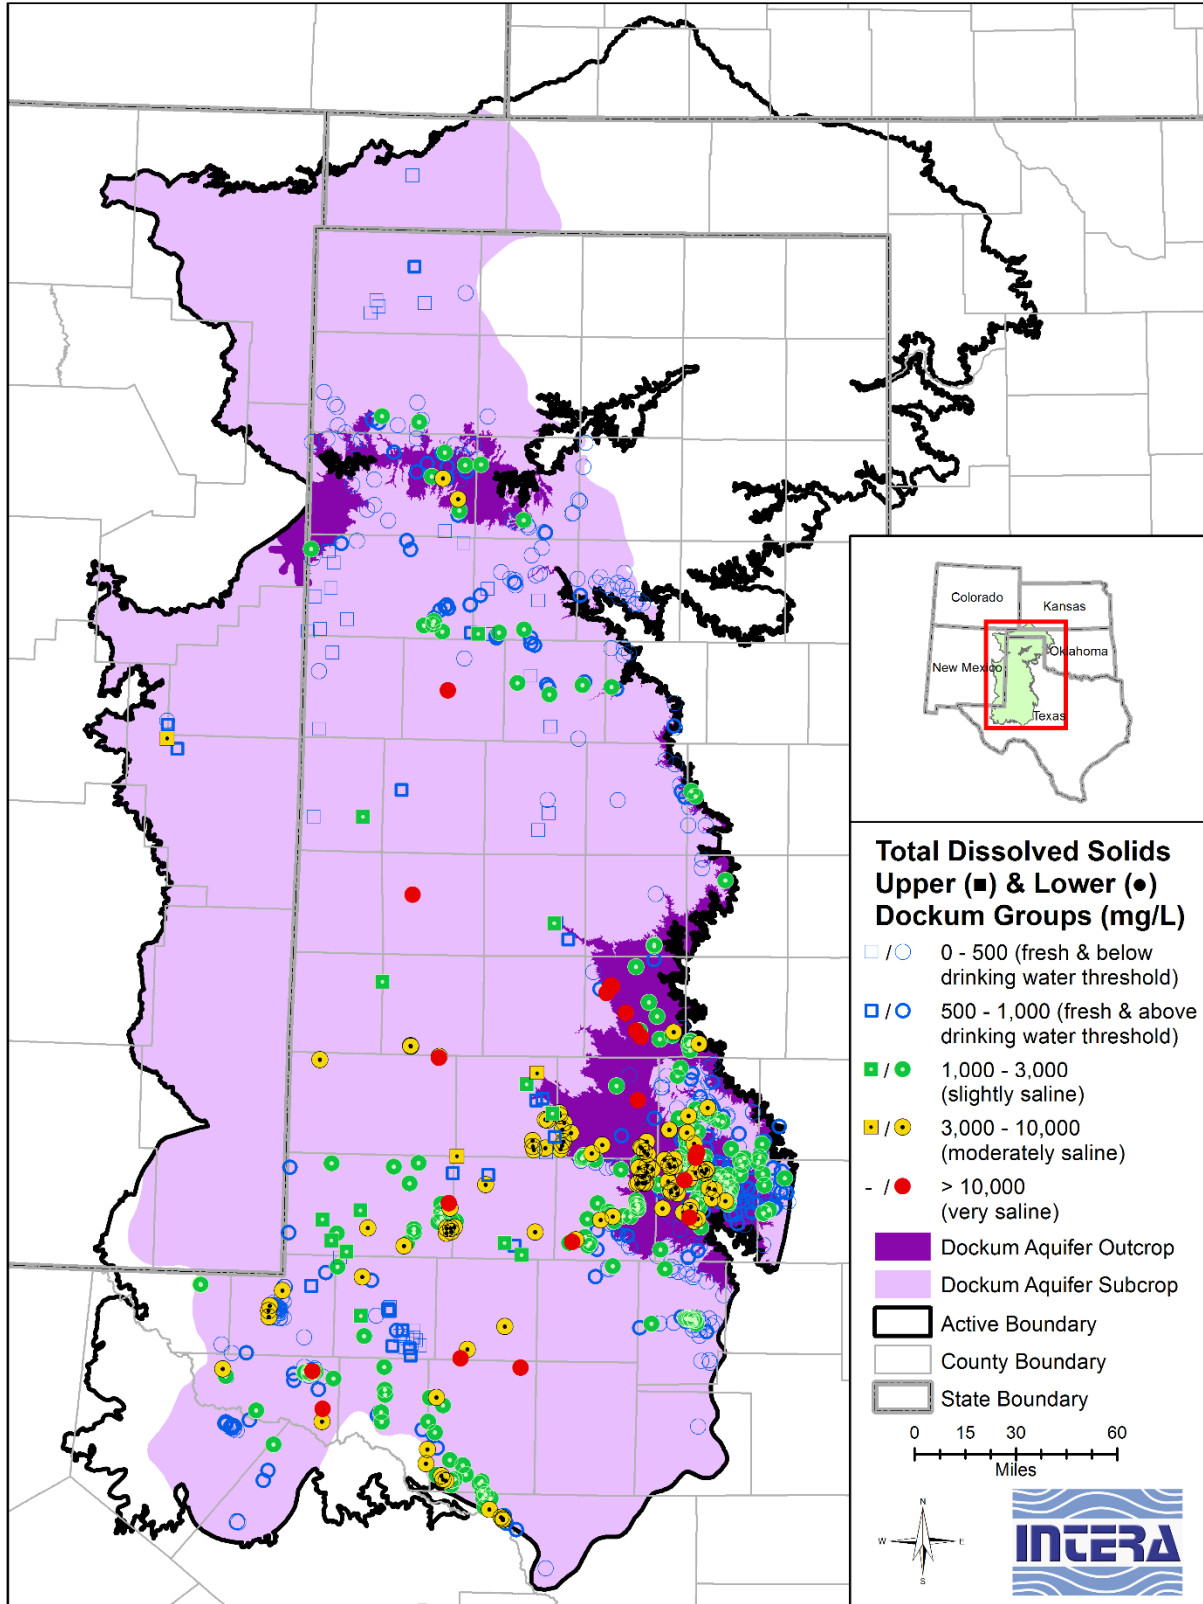 Colorado
Kansas
New Mexico
Oklahoma
Texas
Total Dissolved Solids
Upper (■) & Lower (●)
Dockum Groups (mg/L)
/ 0 - 500 (fresh & below
drinking water threshold)
/ 500 - 1,000 (fresh & above
drinking water threshold)
/ 1,000 - 3,000
(slightly saline)
/ 3,000 - 10,000
(moderately saline)
- / > 10,000
(very saline)
Dockum Aquifer Outcrop
Dockum Aquifer Subcrop
Active Boundary
County Boundary
State Boundary
0 15 30 60
Miles
N
W E
S
INTERA